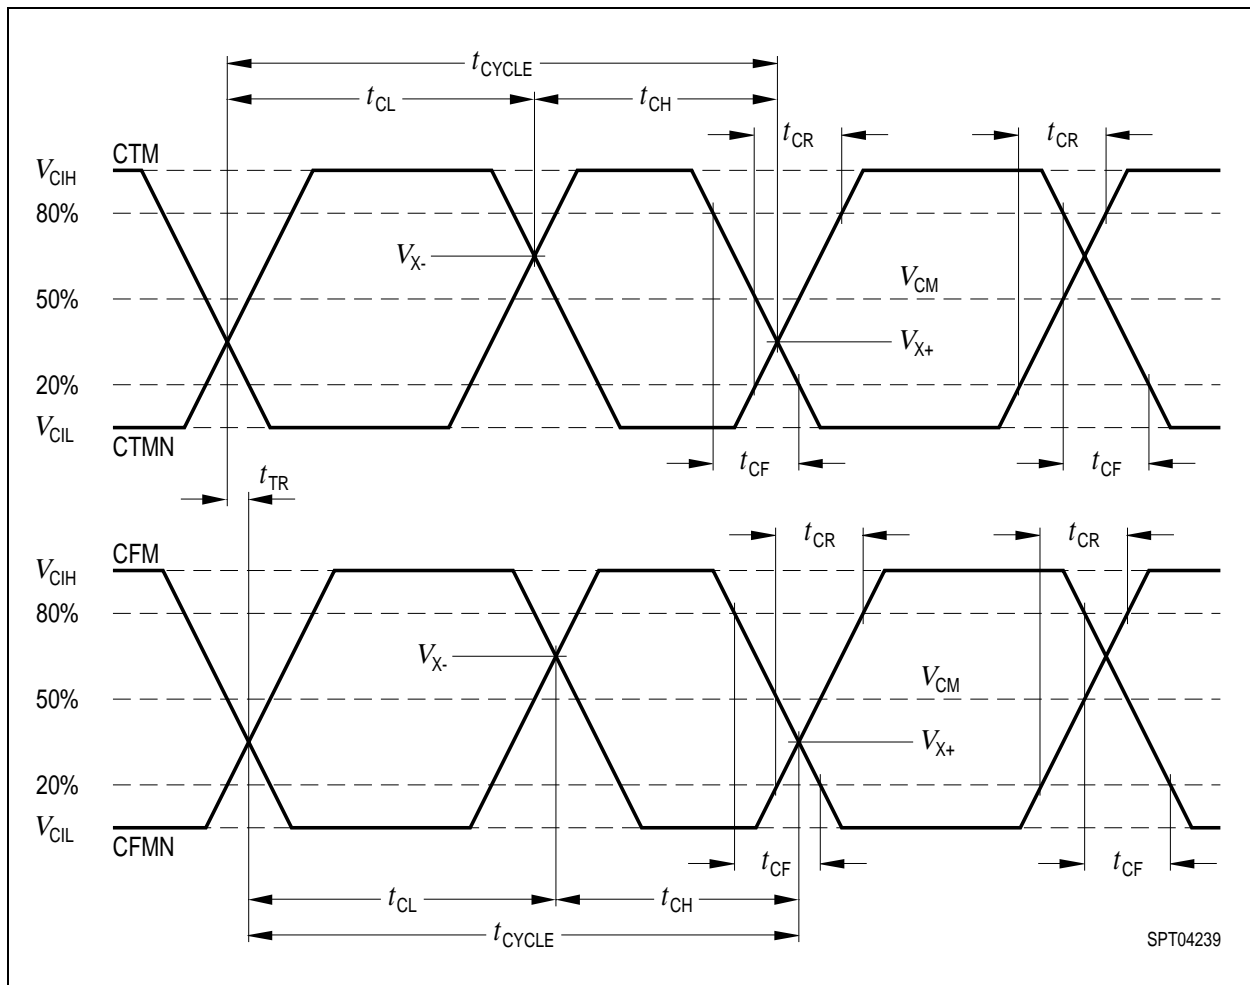 tCYCLE
tCL tCH
tCR tCR
CTM
VCIH
80%
VX-
50% VCM
VX+
20%
VCIL
CTMN
tCF tCF
tTR
tCR tCR
CFM
VCIH
80%
VX-
50% VCM
VX+
20%
VCIL
CFMN
tCF tCF
tCL tCH
tCYCLE
SPT04239